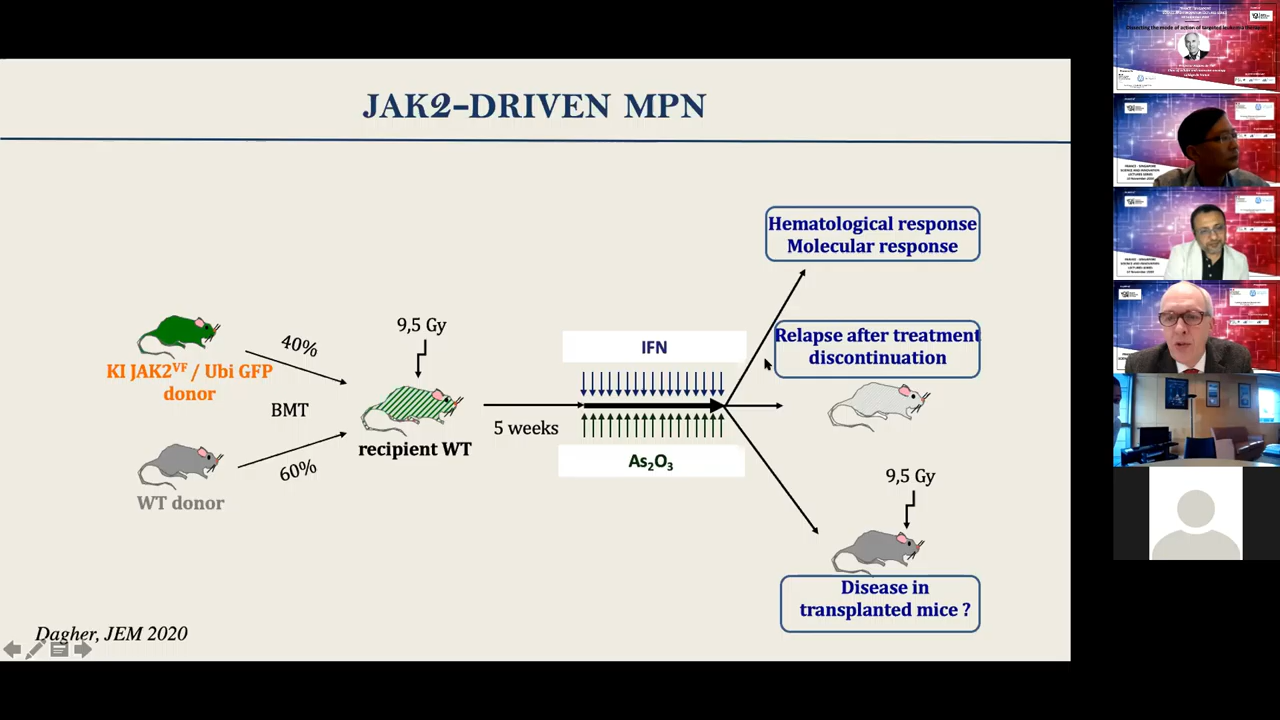 JAK2-DRIVEN MPN
Hematological response
Molecular response
40%
9,5 Gy
IFN
Relapse after treatment
discontinuation
KI JAK2VF / Ubi GFP
donor
BMT
5 weeks
recipient WT
60%
As2O3
WT donor
9,5 Gy
Disease in
transplanted mice ?
Dagher, JEM 2020